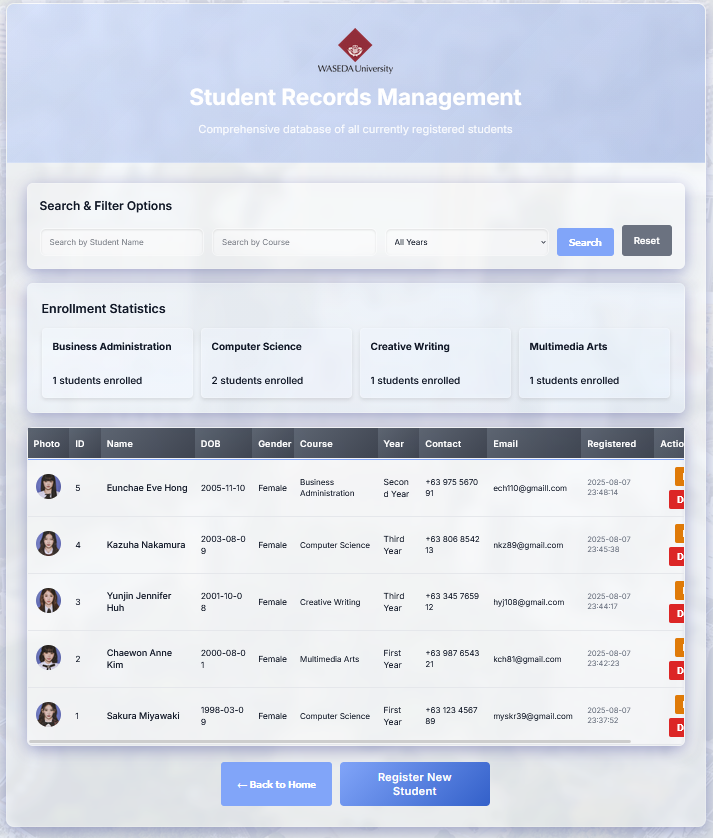 WASEDA University
Student Records Management
Comprehensive database of all currently registered students
Search & Filter Options
Search by Student Name Search by Course All Years Search Reset
Enrollment Statistics
Business Administration Computer Science Creative Writing Multimedia Arts
1 students enrolled 2 students enrolled 1 students enrolled 1 students enrolled
Photo ID Name DOB Gender Course Year Contact Email Registered Actio
5 Eunchae Eve Hong 2005-11-10 Female Business Administration Second Year +63 975 5670 91 ech110@gmaill.com 2025-08-07 23:48:14
4 Kazuha Nakamura 2003-08-09 Female Computer Science Third Year +63 806 8542 13 nkz89@gmail.com 2025-08-07 23:45:38
3 Yunjin Jennifer Huh 2001-10-08 Female Creative Writing Third Year +63 345 7659 12 hyj108@gmail.com 2025-08-07 23:44:17
2 Chaewon Anne Kim 2000-08-01 Female Multimedia Arts First Year +63 987 6543 21 kch81@gmail.com 2025-08-07 23:42:23
1 Sakura Miyawaki 1998-03-09 Female Computer Science First Year +63 123 4567 89 myskr39@gmail.com 2025-08-07 23:37:52
← Back to Home Register New Student